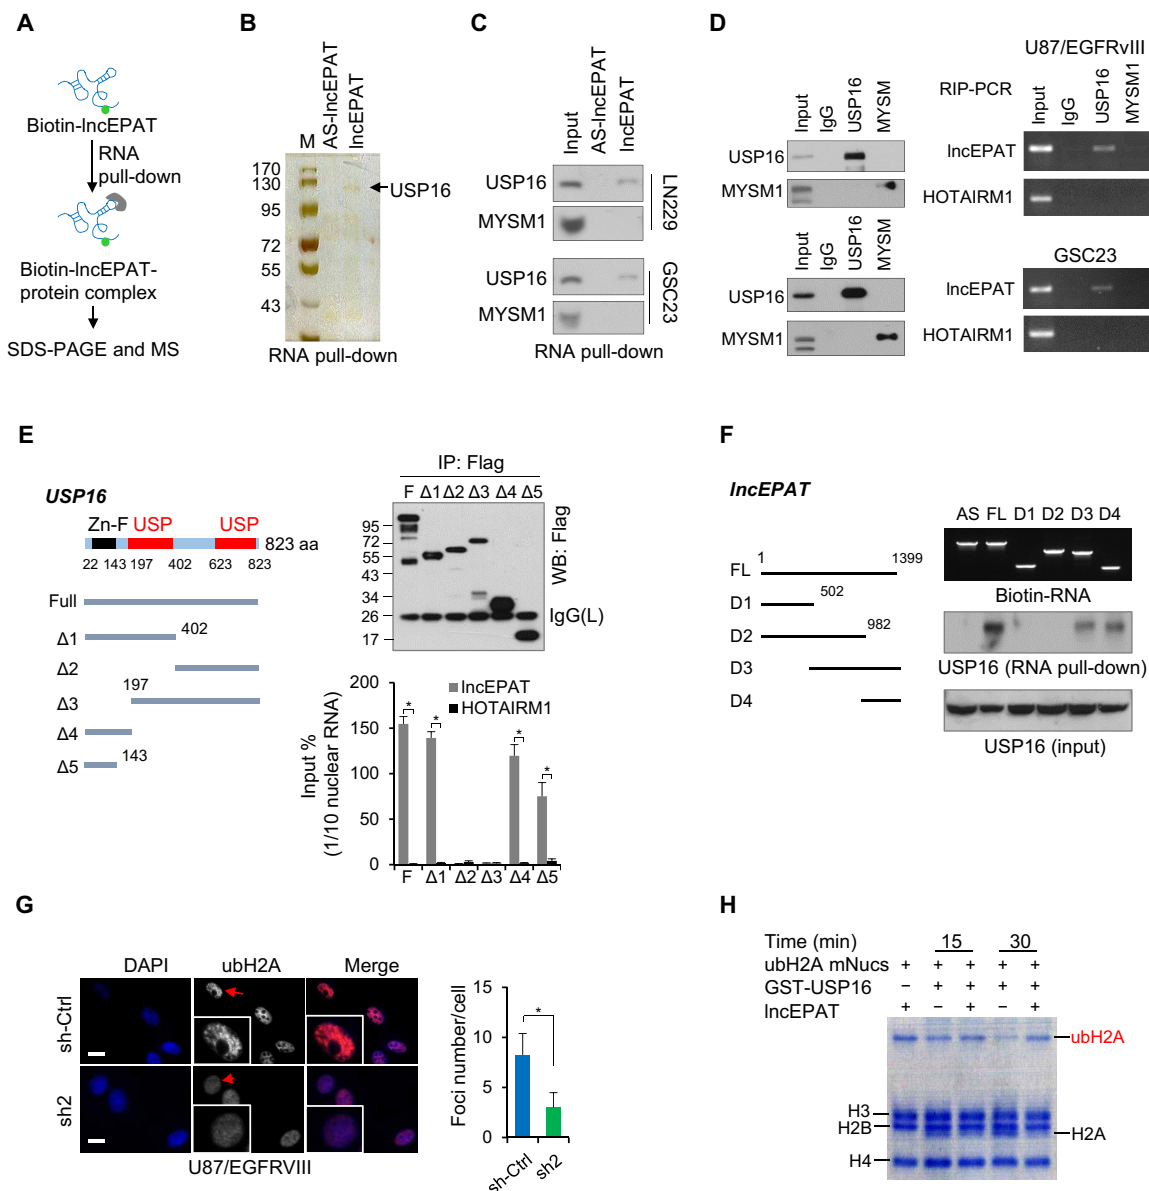 A
Biotin-lncEPAT
RNA
pull-down
Biotin-lncEPAT-
protein complex
SDS-PAGE and MS
B
M
AS-lncEPAT
lncEPAT
170
130
95
72
55
43
USP16
RNA pull-down
C
Input
AS-lncEPAT
lncEPAT
USP16
MYSM1
LN229
USP16
MYSM1
GSC23
RNA pull-down
D
Input
IgG
USP16
MYSM
USP16
MYSM1
Input
IgG
USP16
MYSM
USP16
MYSM1
U87/EGFRvIII
RIP-PCR
Input
IgG
USP16
MYSM1
lncEPAT
HOTAIRM1
GSC23
lncEPAT
HOTAIRM1
E
USP16
Zn-F USP USP
823 aa
22 143 197 402 623 823
Full
Δ1 402
Δ2
197
Δ3
Δ4
Δ5 143
IP: Flag
F Δ1 Δ2 Δ3 Δ4 Δ5
95
72
55
43
34
26
17
WB: Flag
IgG(L)
Input %
(1/10 nuclear RNA)
200
150
100
50
0
lncEPAT
HOTAIRM1
* * * *
F Δ1 Δ2 Δ3 Δ4 Δ5
F
lncEPAT
1 1399
FL
502
D1
982
D2
D3
D4
AS FL D1 D2 D3 D4
Biotin-RNA
USP16 (RNA pull-down)
USP16 (input)
G
DAPI ubH2A Merge
sh-Ctrl
sh2
U87/EGFRVIII
Foci number/cell
15
10
5
0
*
sh-Ctrl
sh2
H
Time (min) 15 30
ubH2A mNucs + + + + +
GST-USP16 − + + + +
lncEPAT + − + − +
ubH2A
H3
H2B
H2A
H4